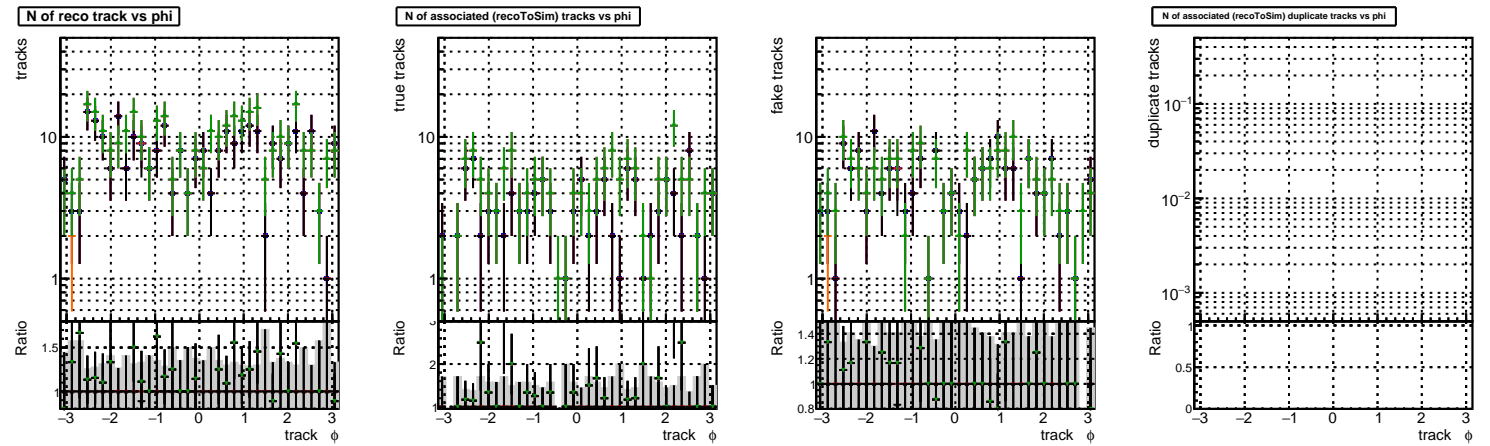 N of reco track vs phi
tracks
10
1
Ratio
1.5
1
−3 −2 −1 0 1 2 3
track ϕ
N of associated (recoToSim) tracks vs phi
true tracks
10
1
Ratio
3
2
1
−3 −2 −1 0 1 2 3
track ϕ
fake tracks
10
1
Ratio
1.4
1.2
1
0.8
−3 −2 −1 0 1 2 3
track ϕ
N of associated (recoToSim) duplicate tracks vs phi
duplicate tracks
10⁻¹
10⁻²
10⁻³
Ratio
1
0.5
0
−3 −2 −1 0 1 2 3
track ϕ